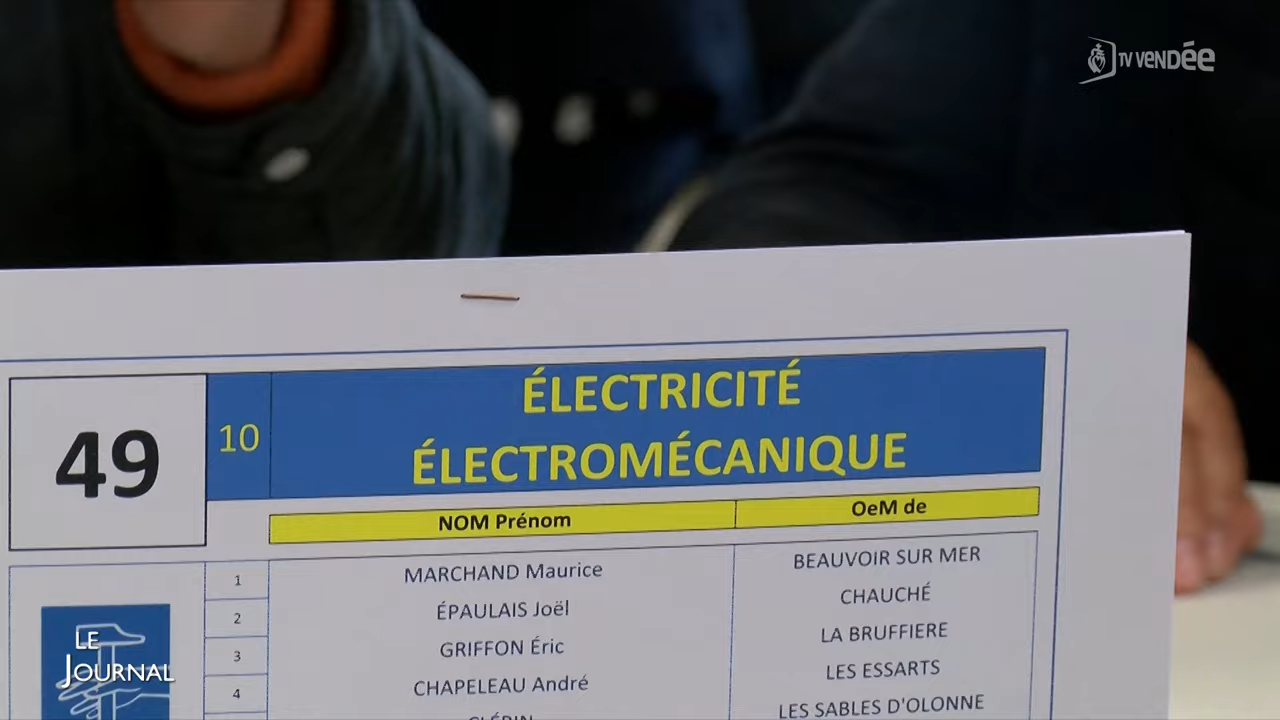 TV VENDÉE
ÉLECTRICITÉ
49 10
ÉLECTROMÉCANIQUE
NOM Prénom OeM de
1 MARCHAND Maurice BEAUVOIR SUR MER
2 ÉPAULAIS Joël CHAUCHÉ
3 GRIFFON Éric LA BRUFFIERE
4 CHAPELEAU André LES ESSARTS
LES SABLES D'OLONNE
LE
JOURNAL